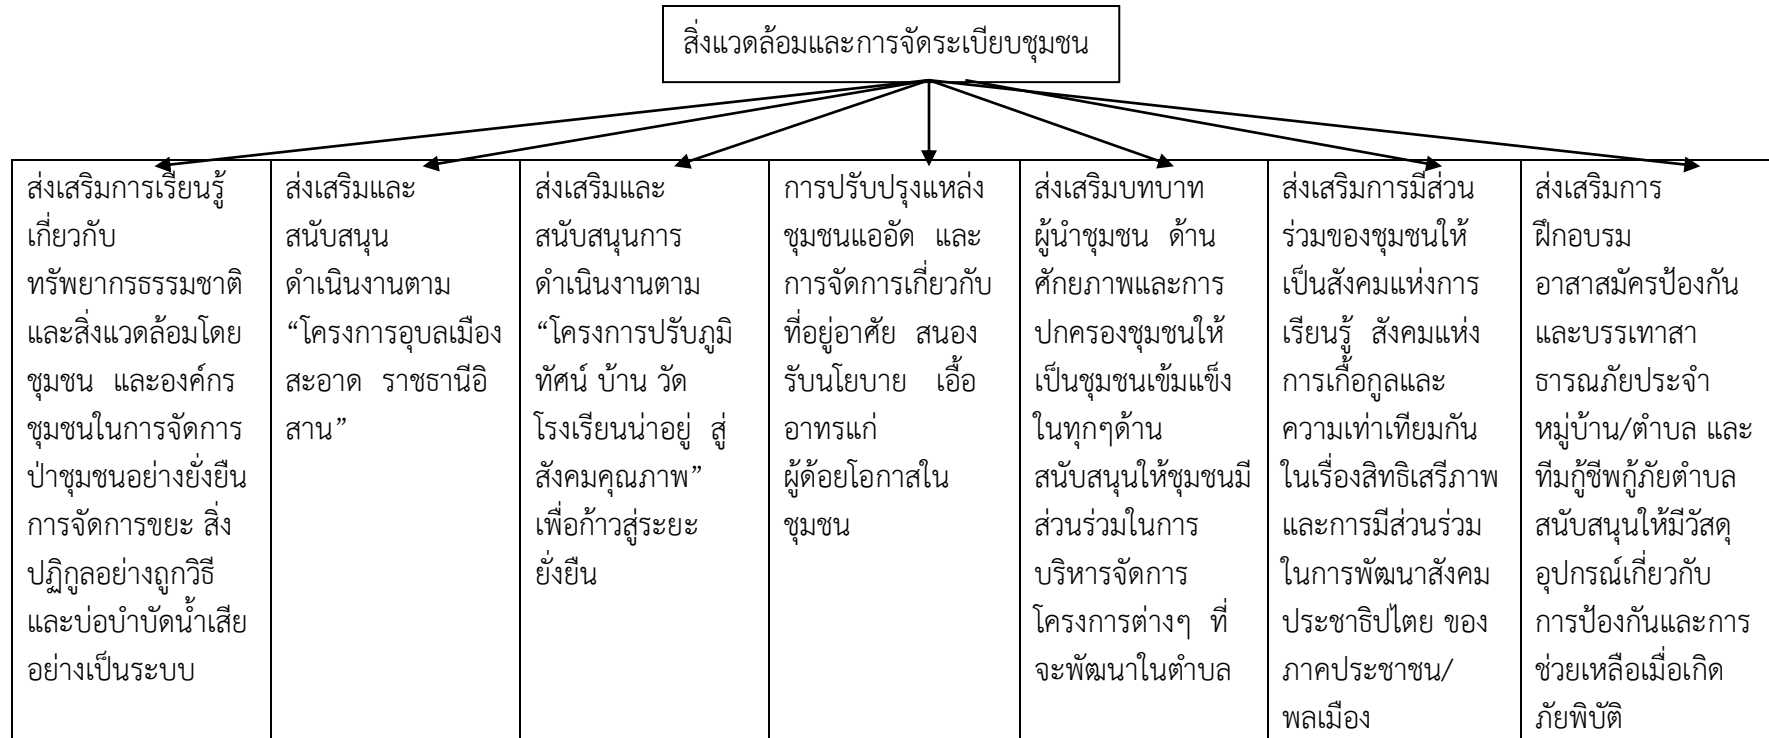 สิ่งแวดล้อมและการจัดระเบียบชุมชน
ส่งเสริมการเรียนรู้
เกี่ยวกับ
ทรัพยากรธรรมชาติ
และสิ่งแวดล้อมโดย
ชุมชน และองค์กร
ชุมชนในการจัดการ
ป่าชุมชนอย่างยั่งยืน
การจัดการขยะ สิ่ง
ปฏิกูลอย่างถูกวิธี
และบ่อบำบัดน้ำเสีย
อย่างเป็นระบบ
ส่งเสริมและ
สนับสนุน
ดำเนินงานตาม
“โครงการอุบลเมือง
สะอาด ราชธานีอิ
สาน”
ส่งเสริมและ
สนับสนุนการ
ดำเนินงานตาม
“โครงการปรับภูมิ
ทัศน์ บ้าน วัด
โรงเรียนน่าอยู่ สู่
สังคมคุณภาพ”
เพื่อก้าวสู่ระยะ
ยั่งยืน
การปรับปรุงแหล่ง
ชุมชนแออัด และ
การจัดการเกี่ยวกับ
ที่อยู่อาศัย สนอง
รับนโยบาย เอื้อ
อาทรแก่
ผู้ด้อยโอกาสใน
ชุมชน
ส่งเสริมบทบาท
ผู้นำชุมชน ด้าน
ศักยภาพและการ
ปกครองชุมชนให้
เป็นชุมชนเข้มแข็ง
ในทุกๆด้าน
สนับสนุนให้ชุมชนมี
ส่วนร่วมในการ
บริหารจัดการ
โครงการต่างๆ ที่
จะพัฒนาในตำบล
ส่งเสริมการมีส่วน
ร่วมของชุมชนให้
เป็นสังคมแห่งการ
เรียนรู้ สังคมแห่ง
การเกื้อกูลและ
ความเท่าเทียมกัน
ในเรื่องสิทธิเสรีภาพ
และการมีส่วนร่วม
ในการพัฒนาสังคม
ประชาธิปไตย ของ
ภาคประชาชน/
พลเมือง
ส่งเสริมการ
ฝึกอบรม
อาสาสมัครป้องกัน
และบรรเทาสา
ธารณภัยประจำ
หมู่บ้าน/ตำบล และ
ทีมกู้ชีพกู้ภัยตำบล
สนับสนุนให้มีวัสดุ
อุปกรณ์เกี่ยวกับ
การป้องกันและการ
ช่วยเหลือเมื่อเกิด
ภัยพิบัติ